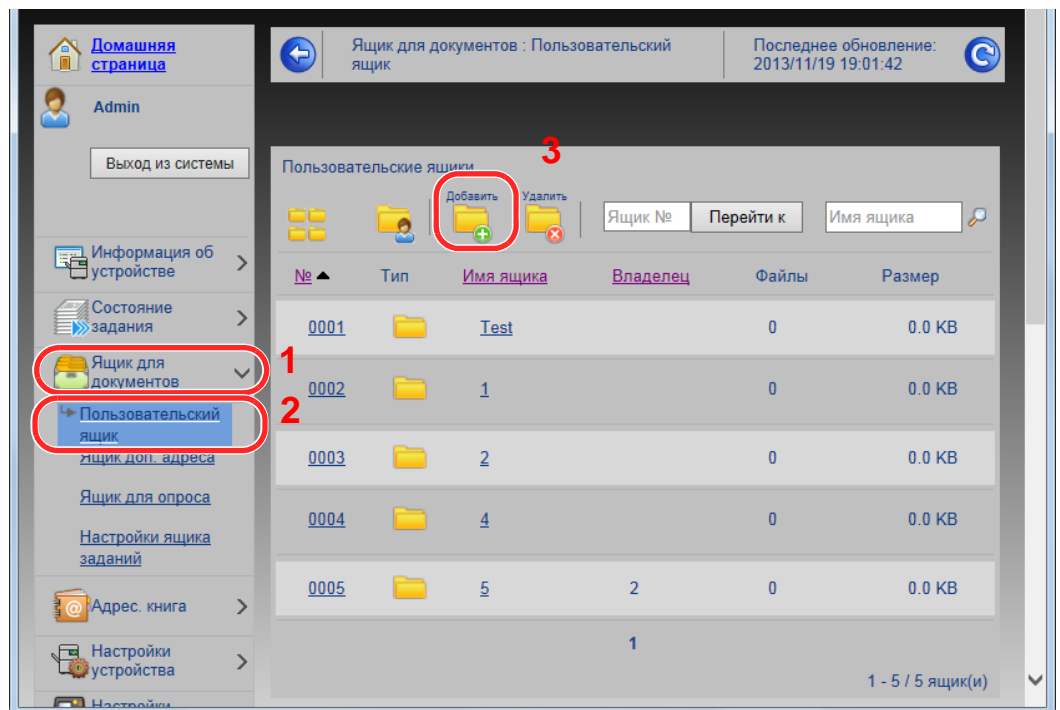 Домашняя
страница
Admin
Выход из системы
Информация об
устройстве
Состояние
задания
Ящик для
документов
1
Пользовательский
ящик
2
Ящик доп. адреса
Ящик для опроса
Настройки ящика
заданий
Адрес. книга
Настройки
устройства
Настройки
Ящик для документов : Пользовательский
ящик
Последнее обновление:
2013/11/19 19:01:42
3
Пользовательские ящики
Добавить Удалить
Ящик № Перейти к Имя ящика
№ Тип Имя ящика Владелец Файлы Размер
0001 Test 0 0.0 KB
0002 1 0 0.0 KB
0003 2 0 0.0 KB
0004 4 0 0.0 KB
0005 5 2 0 0.0 KB
1
1 - 5 / 5 ящик(и)